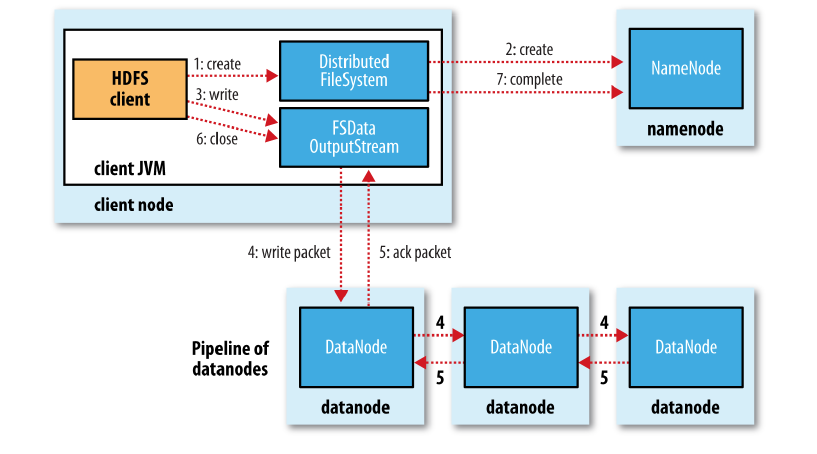 HDFS
client
1: create
3: write
6: close
Distributed
FileSystem
FSData
OutputStream
client JVM
client node
2: create
7: complete
NameNode
namenode
4: write packet
5: ack packet
Pipeline of
datanodes
DataNode
datanode
4
5
DataNode
datanode
4
5
DataNode
datanode